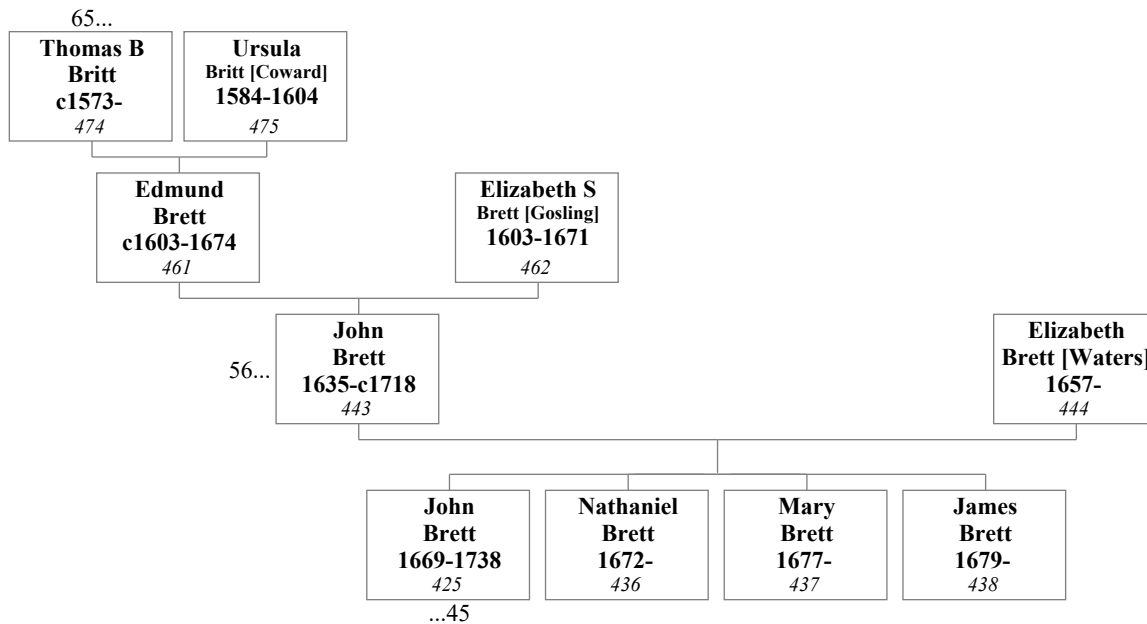 65...
Thomas B
Britt
c1573-
474
Ursula
Britt [Coward]
1584-1604
475
Edmund
Brett
c1603-1674
461
Elizabeth S
Brett [Gosling]
1603-1671
462
56...
John
Brett
1635-c1718
443
Elizabeth
Brett [Waters]
1657-
444
John
Brett
1669-1738
425
...45
Nathaniel
Brett
1672-
436
Mary
Brett
1677-
437
James
Brett
1679-
438